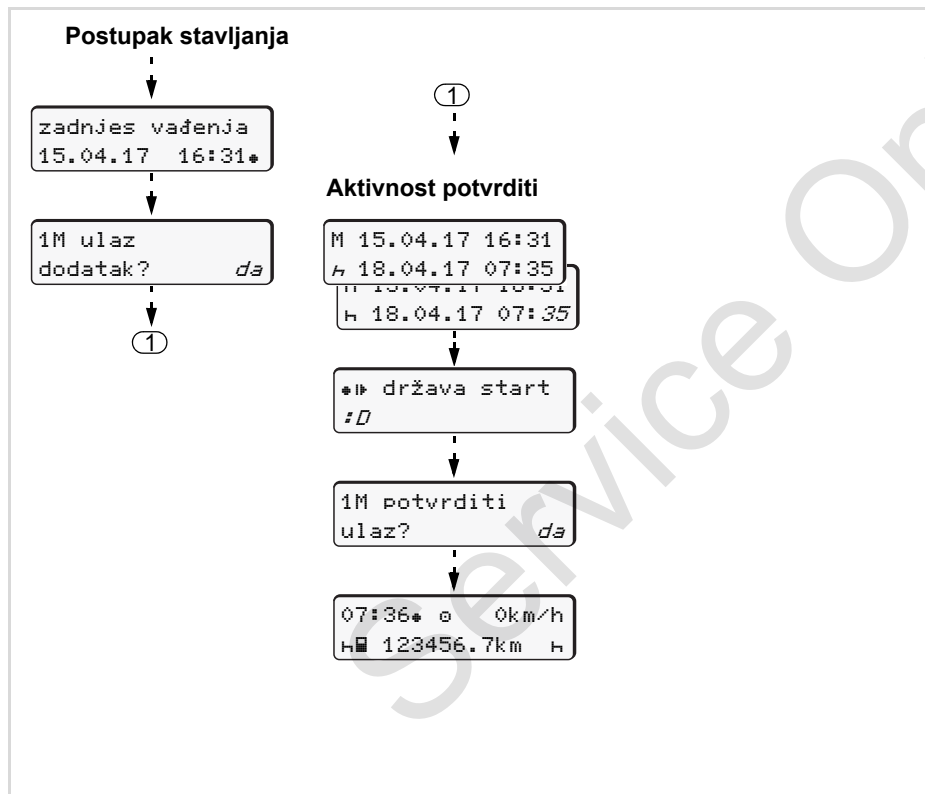 Postupak stavljanja
zadnjes vađenja
15.04.17 16:31
1M ulaz
dodatak? da
1
1
Aktivnost potvrditi
M 15.04.17 16:31
h 18.04.17 07:35
h 18.04.17 07:35
država start
:D
1M potvrditi
ulaz? da
07:36 0km/h
h 123456.7km h
Service